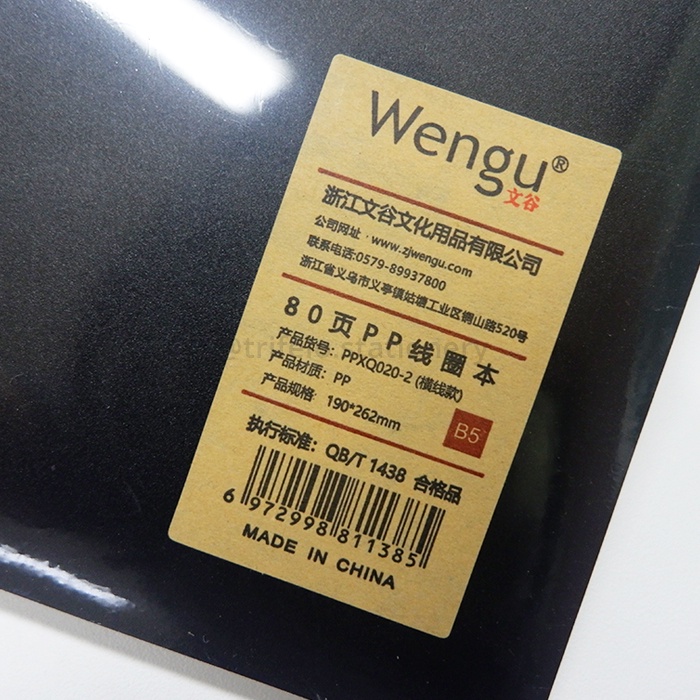 Wengu®
文谷
浙江文谷文化用品有限公司
公司网址：www.zjwengu.com
联系电话:0579-89937800
浙江省义乌市义亭镇姑塘工业区铜山路520号
80页PP线圈本
产品货号：PPXQ020-2 (横线款)
产品材质：PP
产品规格：190*262mm
B5
执行标准：QB/T 1438 合格品
6 972998 811385
MADE IN CHINA